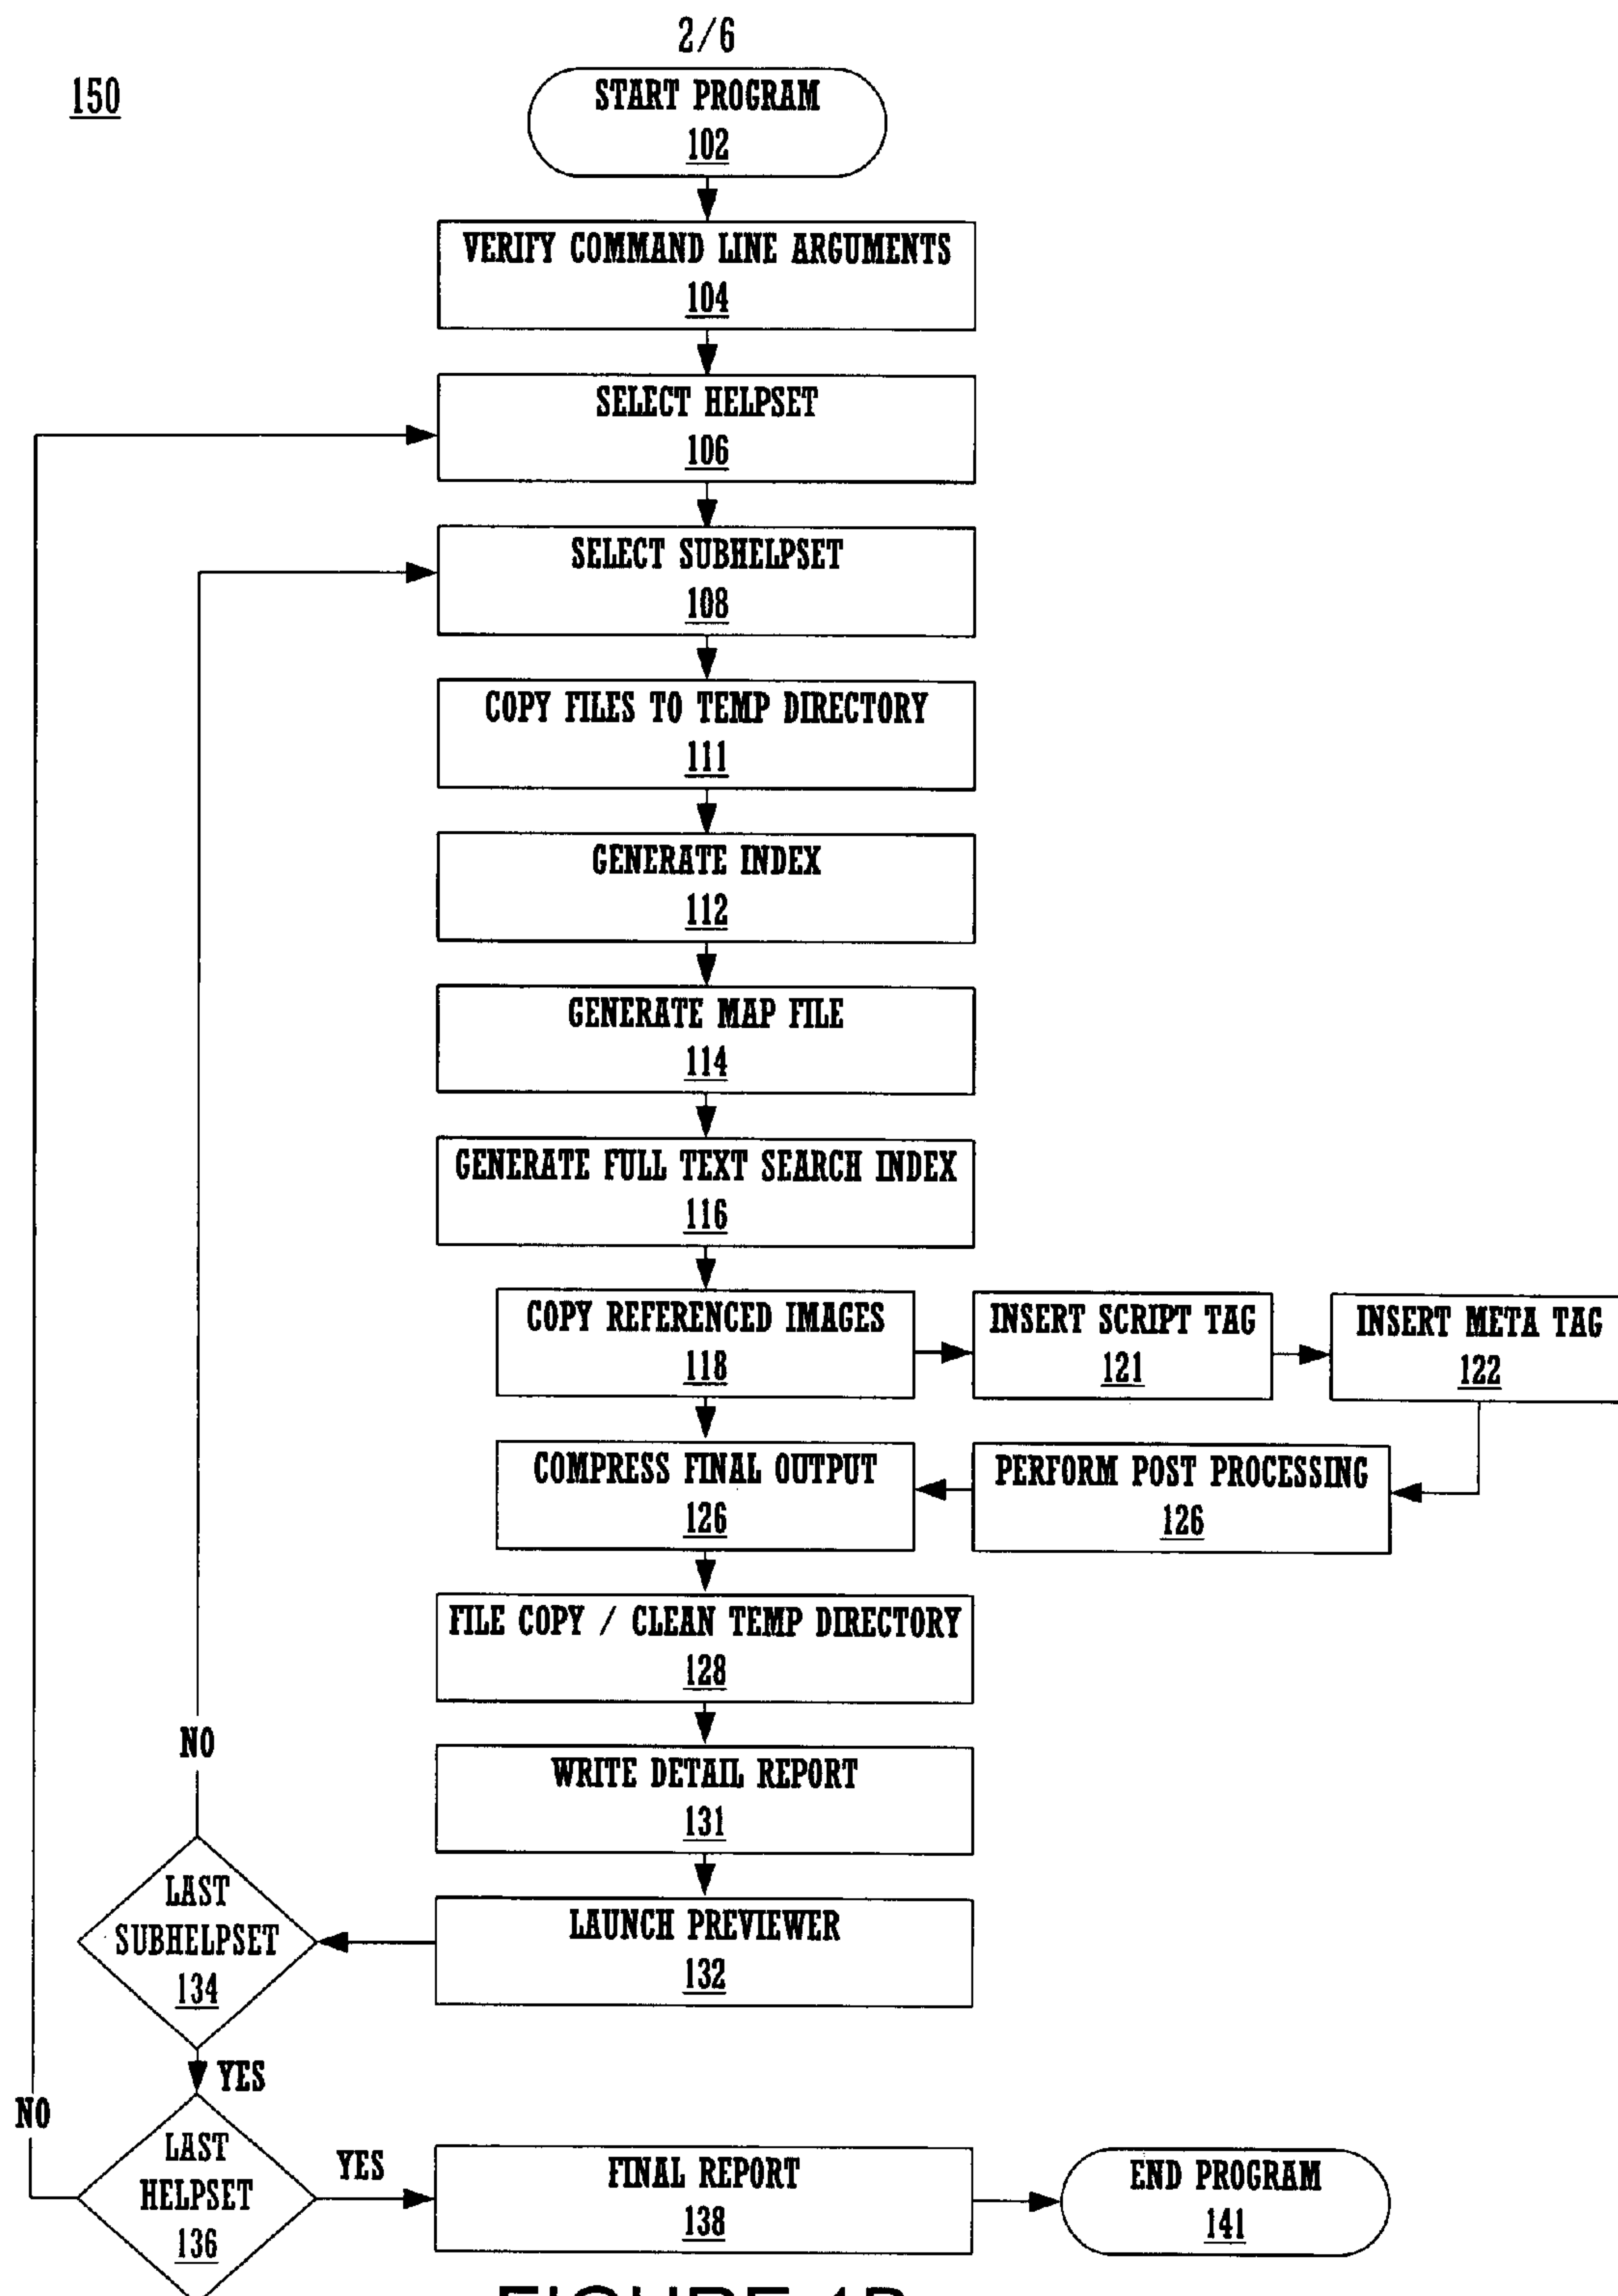 2/6
150
START PROGRAM
102
VERIFY COMMAND LINE ARGUMENTS
104
SELECT HELPSET
106
SELECT SUBHELPSET
108
COPY FILES TO TEMP DIRECTORY
111
GENERATE INDEX
112
GENERATE MAP FILE
114
GENERATE FULL TEXT SEARCH INDEX
116
COPY REFERENCED IMAGES
118
INSERT SCRIPT TAG
121
INSERT META TAG
122
COMPRESS FINAL OUTPUT
126
PERFORM POST PROCESSING
126
FILE COPY / CLEAN TEMP DIRECTORY
128
NO
WRITE DETAIL REPORT
131
LAST
SUBHELPSET
134
LAUNCH PREVIEWER
132
YES
NO
LAST
HELPSET
136
YES
FINAL REPORT
138
END PROGRAM
141
FIGURE 1B